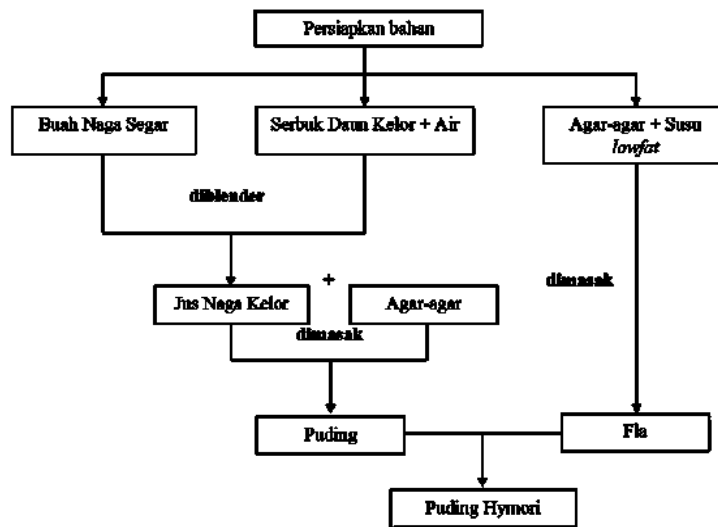 Persiapkan bahan
Buah Naga Segar
Serbuk Daun Kelor + Air
Agar-agar + Susu
lowfat
diblender
+
dimasak
Jus Naga Kelor
Agar-agar
dimasak
Puding
Fla
Puding Hymori